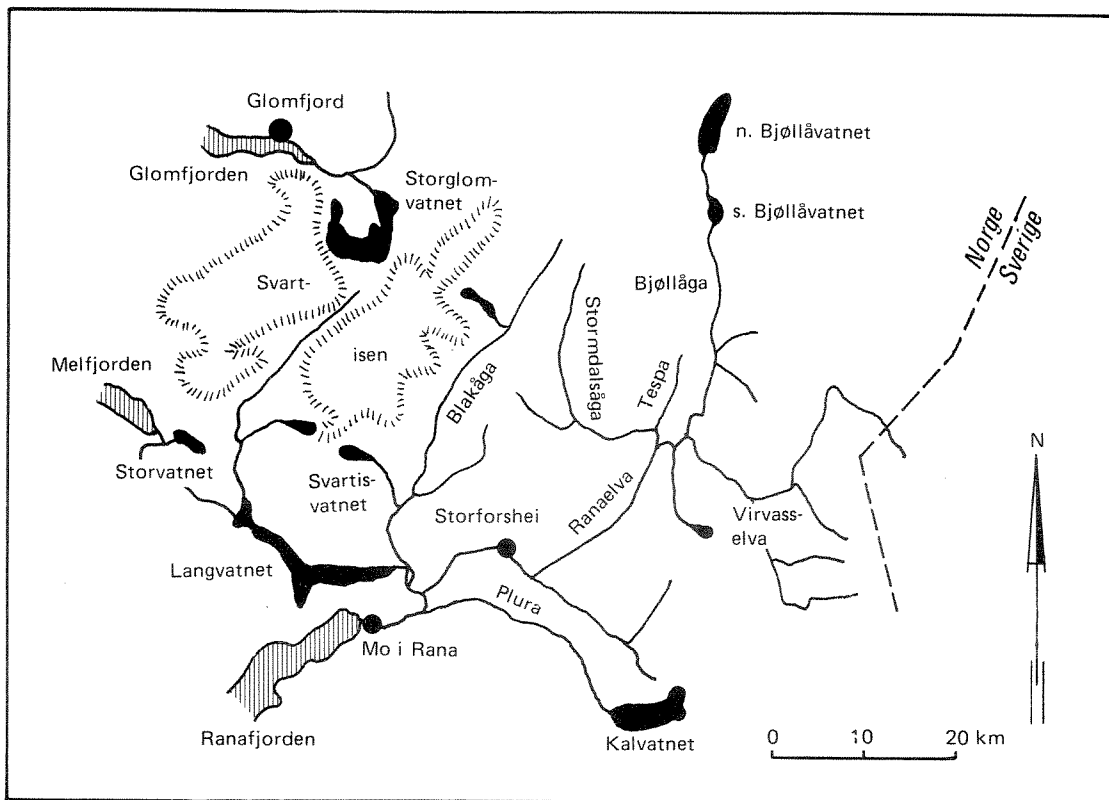 Glomfjord
Glomfjorden
Storglom-
vatnet
n. Bjøllåvatnet
s. Bjøllåvatnet
Norge
Sverige
Svart-
isen
Bjøllåga
Stormdalsåga
Tespa
Blakåga
Melfjorden
Storvatnet
Svartis-
vatnet
Storforshei
Ranaelva
Virvass-
elva
N
Langvatnet
Plura
Mo i Rana
Ranafjorden
Kalvatnet
0 10 20 km